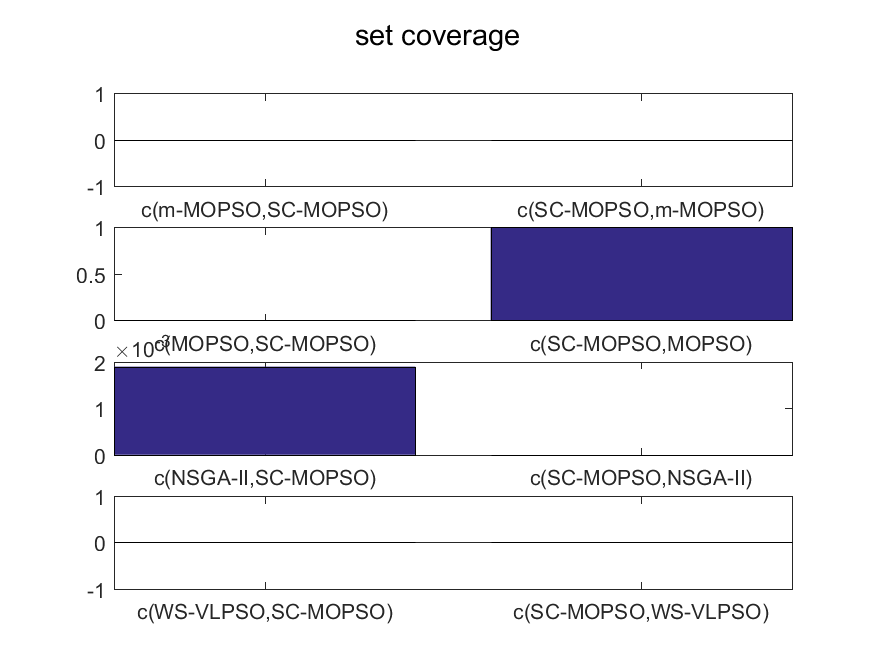 set coverage
1
0
-1
c(m-MOPSO,SC-MOPSO) c(SC-MOPSO,m-MOPSO)
1
0.5
0
c(MOPSO,SC-MOPSO) c(SC-MOPSO,MOPSO)
×10-3
2
1
0
c(NSGA-II,SC-MOPSO) c(SC-MOPSO,NSGA-II)
1
0
-1
c(WS-VLPSO,SC-MOPSO) c(SC-MOPSO,WS-VLPSO)